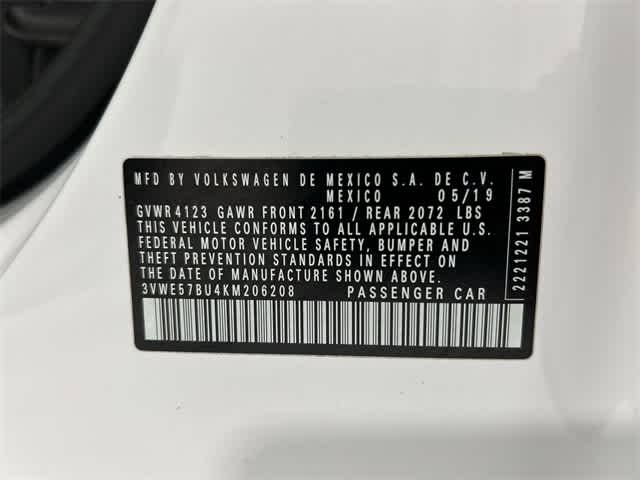 MFD BY VOLKSWAGEN DE MEXICO S.A. DE C.V.
MEXICO 05/19
GVWR 4123 GAWR FRONT 2161 / REAR 2072 LBS
THIS VEHICLE CONFORMS TO ALL APPLICABLE U.S.
FEDERAL MOTOR VEHICLE SAFETY, BUMPER AND
THEFT PREVENTION STANDARDS IN EFFECT ON
THE DATE OF MANUFACTURE SHOWN ABOVE.
3VWE57BU4KM206208 PASSENGER CAR
2221221 3387 M